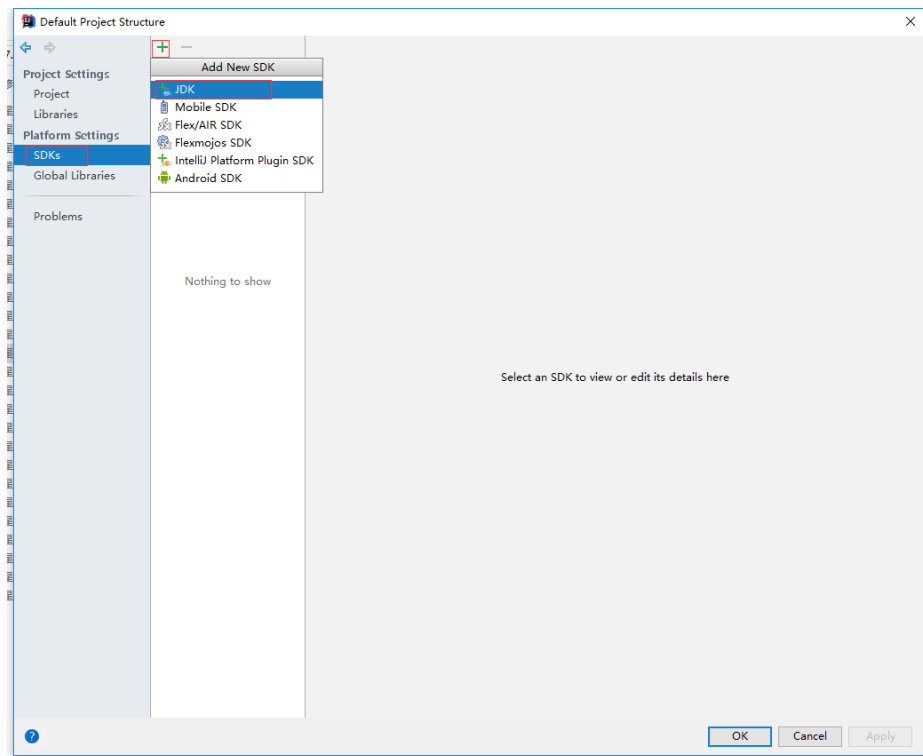 Default Project Structure
Project Settings
Project
Libraries
Platform Settings
SDKs
Global Libraries
Problems
Add New SDK
JDK
Mobile SDK
Flex/AIR SDK
Flexmojos SDK
IntelliJ Platform Plugin SDK
Android SDK
Nothing to show
Select an SDK to view or edit its details here
?
OK
Cancel
Apply